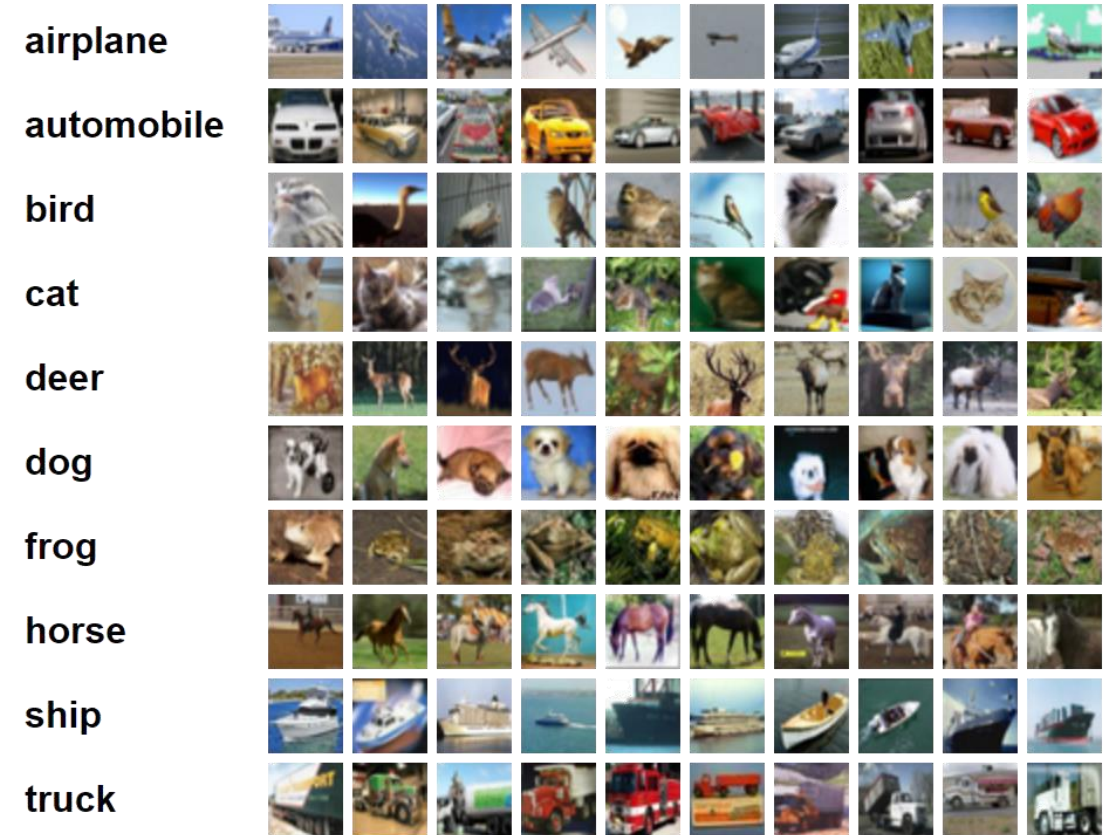 airplane
automobile
bird
cat
deer
dog
frog
horse
ship
truck